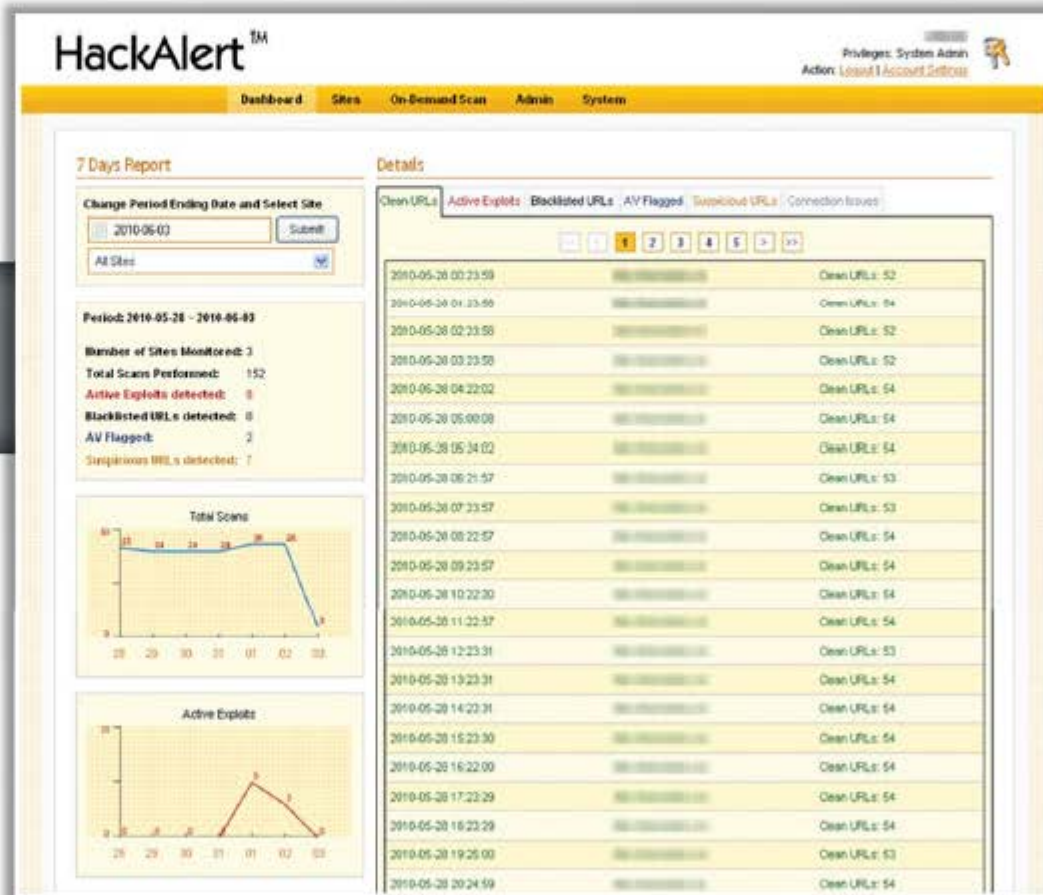 HackAlert™
Privileges: System Admin
Action: Logout | Account Settings
Dashboard Sites On-Demand Scan Admin System
7 Days Report
Change Period Ending Date and Select Site
2010-06-03 Submit
All Sites
Period: 2010-05-28 - 2010-06-03
Number of Sites Monitored: 3
Total Scans Performed: 152
Active Exploits detected: 8
Blacklisted URLs detected: 0
AV Flagged: 2
Suspicious URLs detected: 7
Total Scans
28 29 30 31 01 02 03
Active Exploits
28 29 30 31 01 02 03
Details
Clean URLs Active Exploits Blacklisted URLs AV Flagged Suspicious URLs Connection Issues
1 2 3 4 5 > >>
2010-05-28 00:23:59 Clean URLs: 52
2010-05-28 01:23:58 Clean URLs: 54
2010-05-28 02:23:58 Clean URLs: 52
2010-05-28 03:23:58 Clean URLs: 52
2010-05-28 04:22:02 Clean URLs: 54
2010-05-28 05:00:08 Clean URLs: 54
2010-05-28 05:24:02 Clean URLs: 54
2010-05-28 06:21:57 Clean URLs: 53
2010-05-28 07:23:57 Clean URLs: 53
2010-05-28 08:22:57 Clean URLs: 54
2010-05-28 09:23:57 Clean URLs: 54
2010-05-28 10:22:30 Clean URLs: 54
2010-05-28 11:22:57 Clean URLs: 54
2010-05-28 12:23:31 Clean URLs: 53
2010-05-28 13:23:31 Clean URLs: 54
2010-05-28 14:23:31 Clean URLs: 54
2010-05-28 15:23:30 Clean URLs: 54
2010-05-28 16:22:00 Clean URLs: 54
2010-05-28 17:23:29 Clean URLs: 54
2010-05-28 18:23:29 Clean URLs: 54
2010-05-28 19:25:00 Clean URLs: 53
2010-05-28 20:24:59 Clean URLs: 54